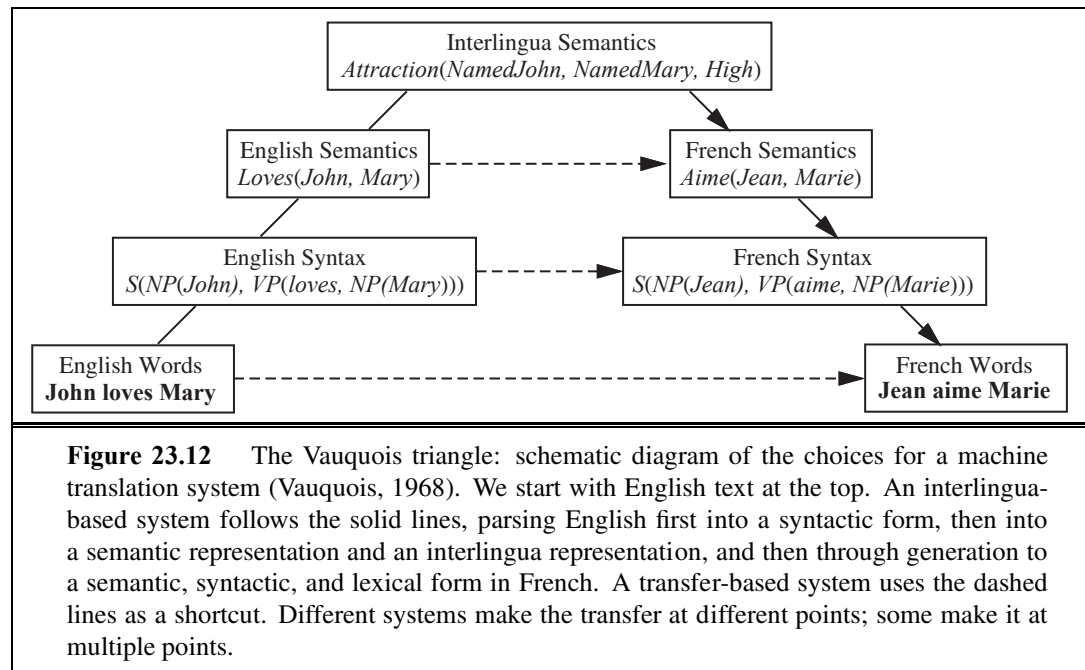 Interlingua Semantics
Attraction(NamedJohn, NamedMary, High)
English Semantics
Loves(John, Mary)
French Semantics
Aime(Jean, Marie)
English Syntax
S(NP(John), VP(loves, NP(Mary)))
French Syntax
S(NP(Jean), VP(aime, NP(Marie)))
English Words
John loves Mary
French Words
Jean aime Marie
Figure 23.12 The Vauquois triangle: schematic diagram of the choices for a machine
translation system (Vauquois, 1968). We start with English text at the top. An interlingua-
based system follows the solid lines, parsing English first into a syntactic form, then into
a semantic representation and an interlingua representation, and then through generation to
a semantic, syntactic, and lexical form in French. A transfer-based system uses the dashed
lines as a shortcut. Different systems make the transfer at different points; some make it at
multiple points.